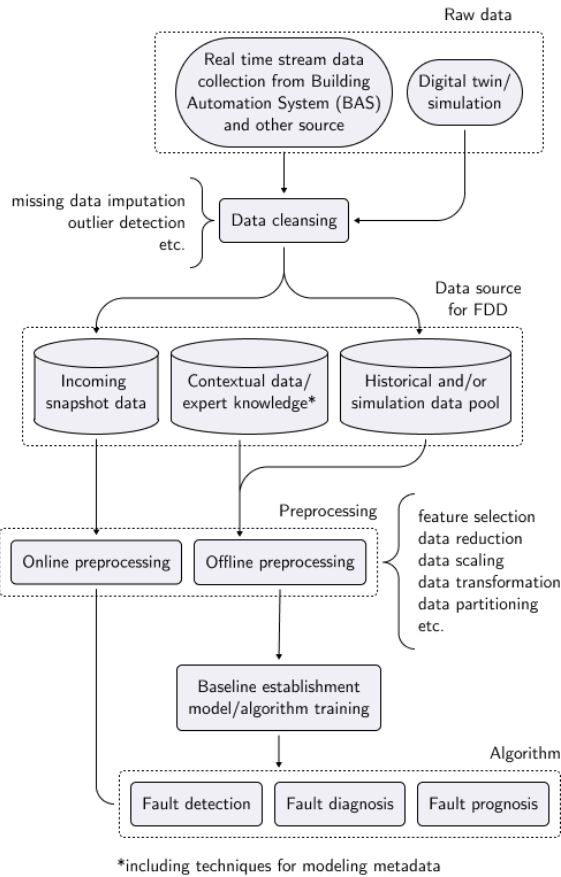 Raw data
Real time stream data
collection from Building
Automation System (BAS)
and other source
Digital twin/
simulation
missing data imputation
outlier detection
etc.
Data cleansing
Data source
for FDD
Incoming
snapshot data
Contextual data/
expert knowledge*
Historical and/or
simulation data pool
Preprocessing
Online preprocessing
Offline preprocessing
feature selection
data reduction
data scaling
data transformation
data partitioning
etc.
Baseline establishment
model/algorithm training
Algorithm
Fault detection
Fault diagnosis
Fault prognosis
*including techniques for modeling metadata